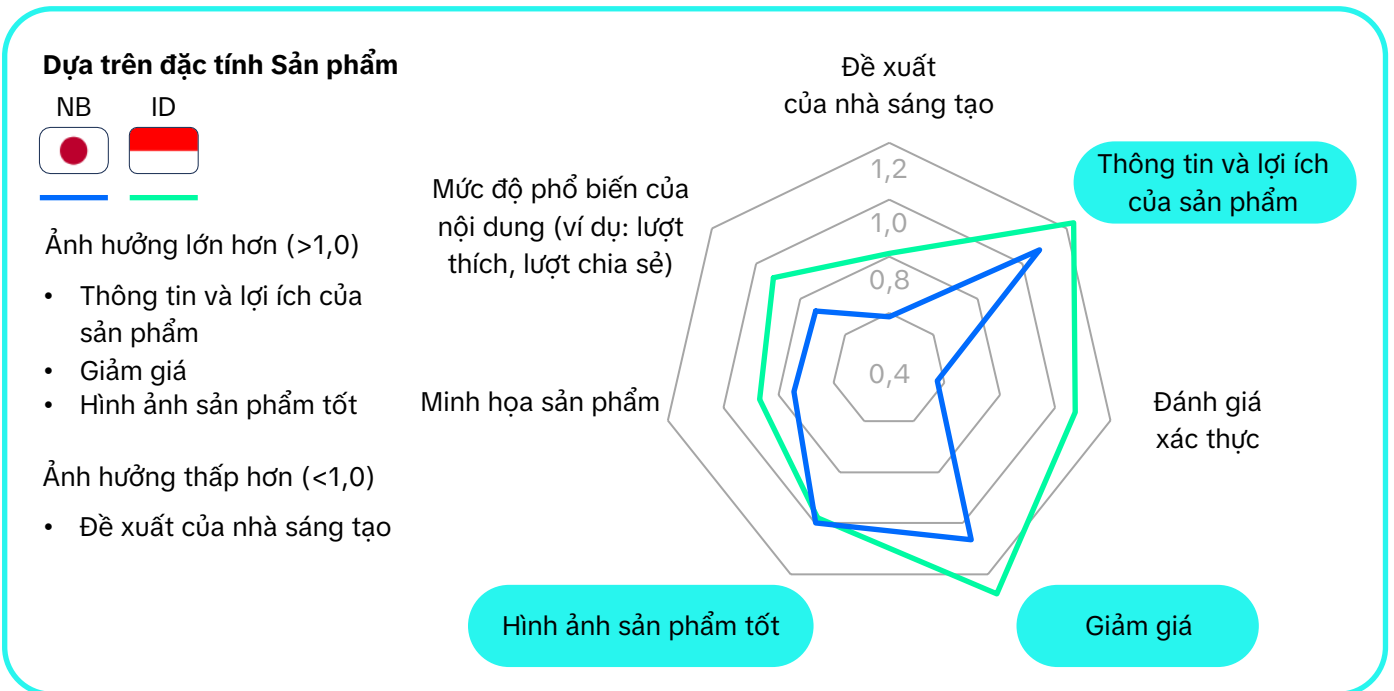 Dựa trên đặc tính Sản phẩm
NB ID
Ảnh hưởng lớn hơn (>1,0)
• Thông tin và lợi ích của
sản phẩm
• Giảm giá
• Hình ảnh sản phẩm tốt
Ảnh hưởng thấp hơn (<1,0)
• Đề xuất của nhà sáng tạo
Đề xuất
của nhà sáng tạo
Thông tin và lợi ích
của sản phẩm
Đánh giá
xác thực
Giảm giá
Hình ảnh sản phẩm tốt
Minh họa sản phẩm
Mức độ phổ biến của
nội dung (ví dụ: lượt
thích, lượt chia sẻ)
1,2
1,0
0,8
0,4